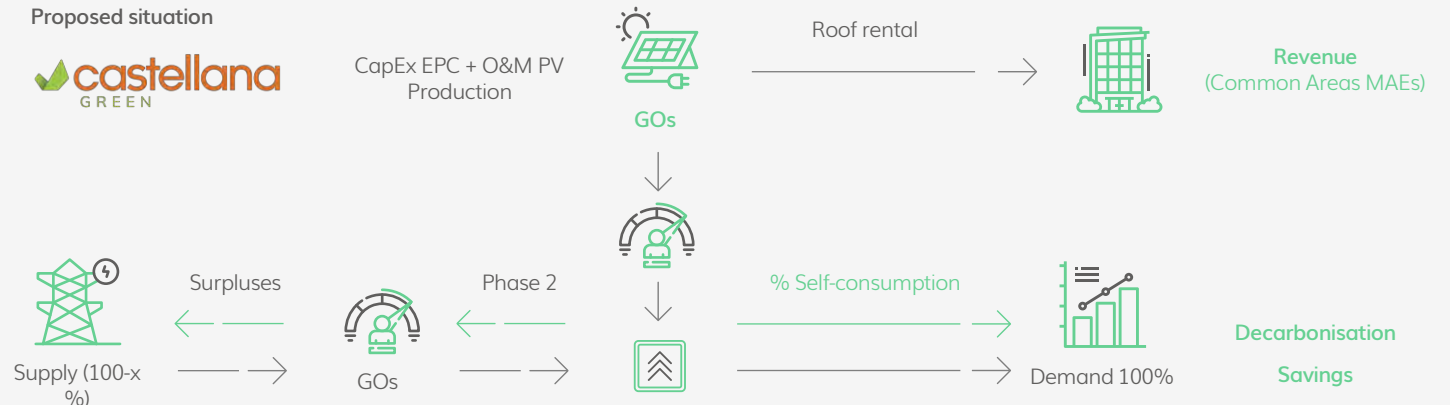 Proposed situation
castellana
GREEN
CapEx EPC + O&M PV
Production
GOs
Roof rental
Revenue
(Common Areas MAEs)
Surpluses
Phase 2
% Self-consumption
Supply (100-x
%)
GOs
Demand 100%
Decarbonisation
Savings